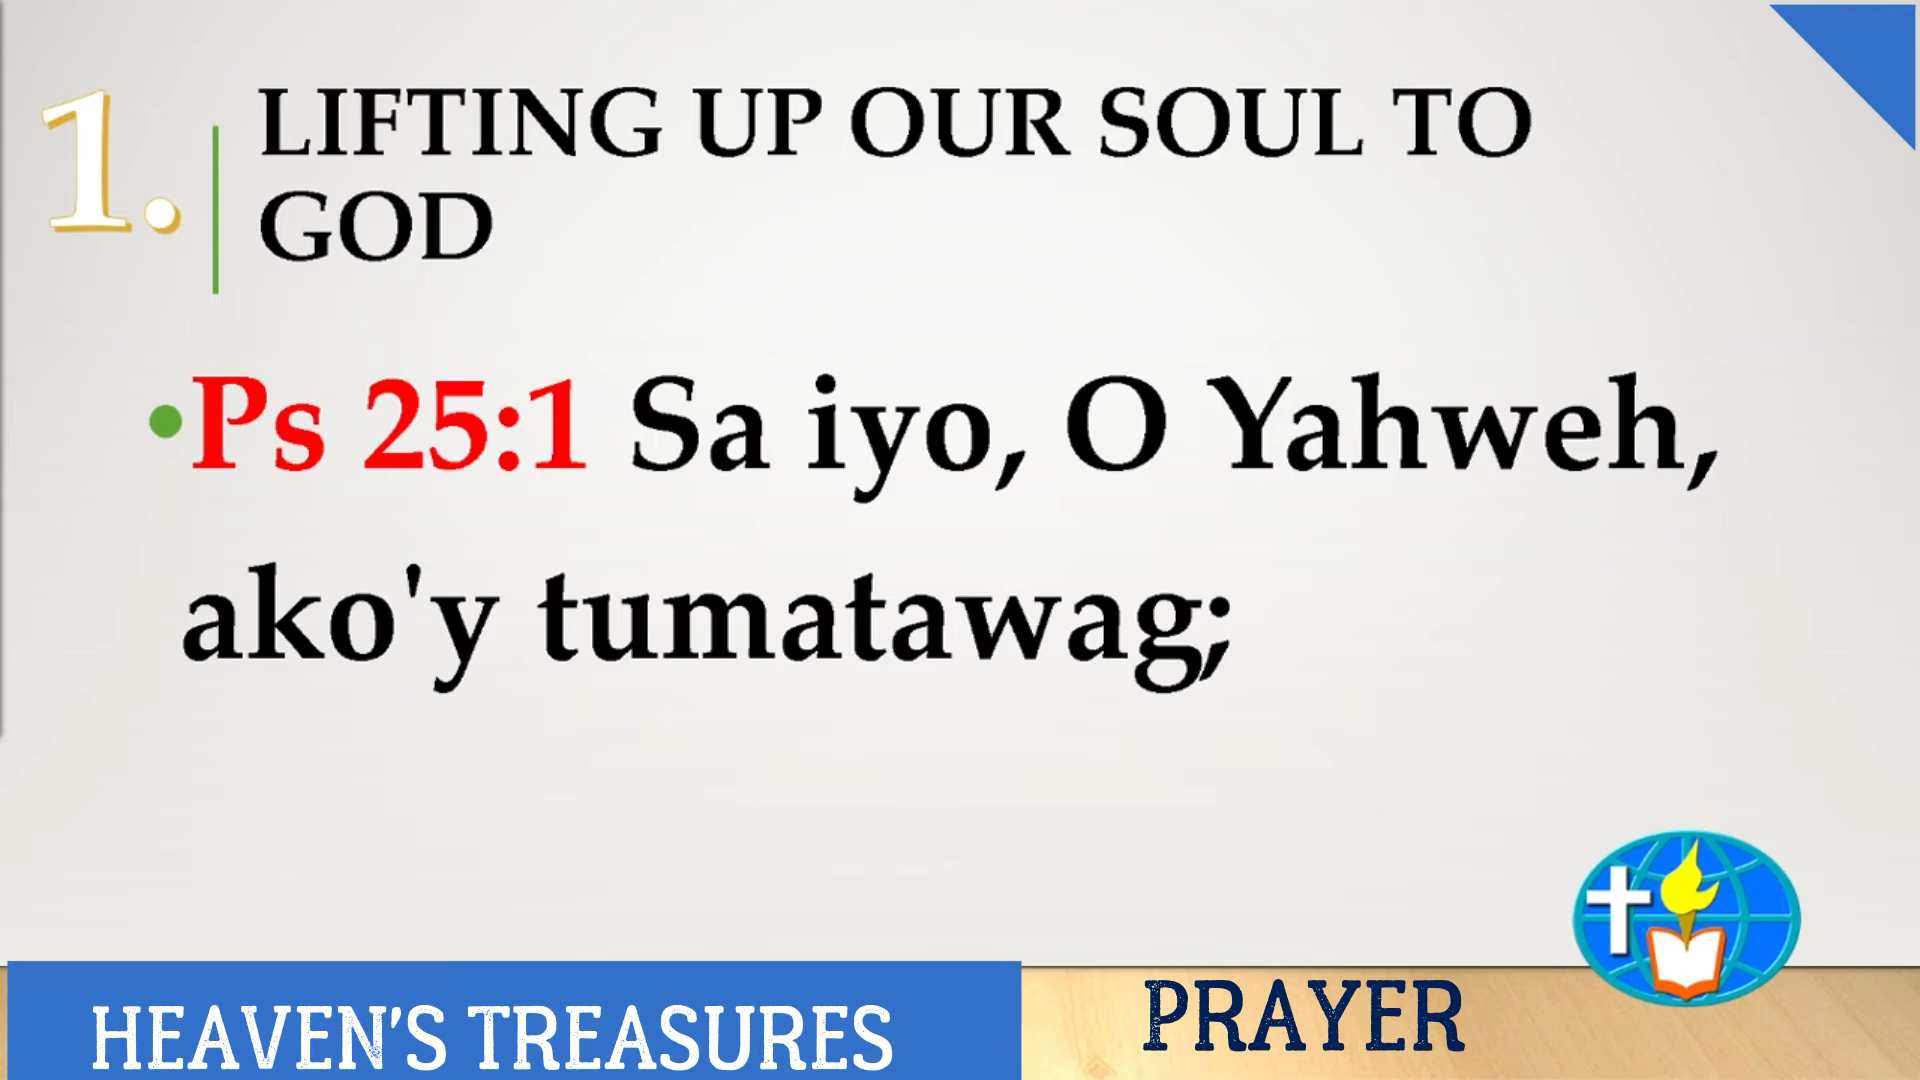 1.
LIFTING UP OUR SOUL TO
GOD
•Ps 25:1 Sa iyo, O Yahweh,
ako'y tumatawag;
HEAVEN'S TREASURES
PRAYER